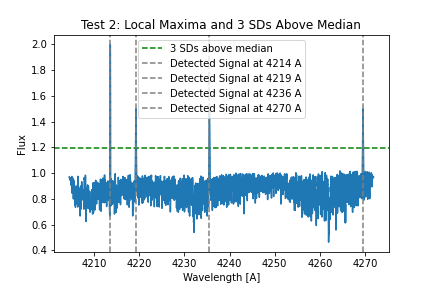 Test 2: Local Maxima and 3 SDs Above Median
3 SDs above median
Detected Signal at 4214 A
Detected Signal at 4219 A
Detected Signal at 4236 A
Detected Signal at 4270 A
Flux
2.0
1.8
1.6
1.4
1.2
1.0
0.8
0.6
0.4
4210 4220 4230 4240 4250 4260 4270
Wavelength [A]